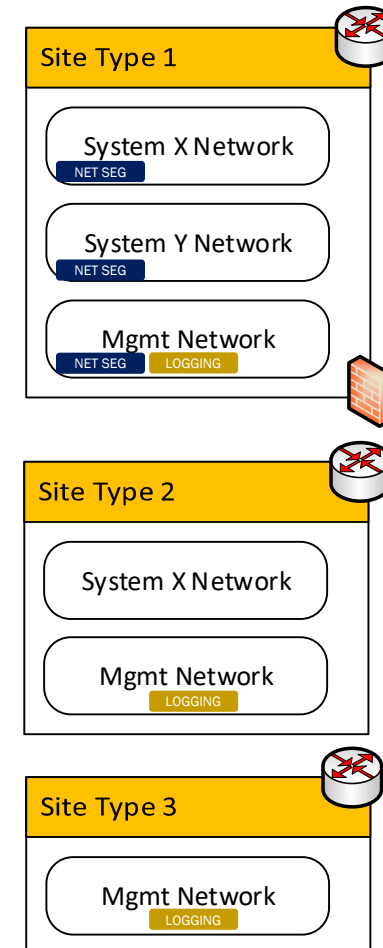 Site Type 1
System X Network
NET SEG
System Y Network
NET SEG
Mgmt Network
NET SEG LOGGING
Site Type 2
System X Network
Mgmt Network
LOGGING
Site Type 3
Mgmt Network
LOGGING